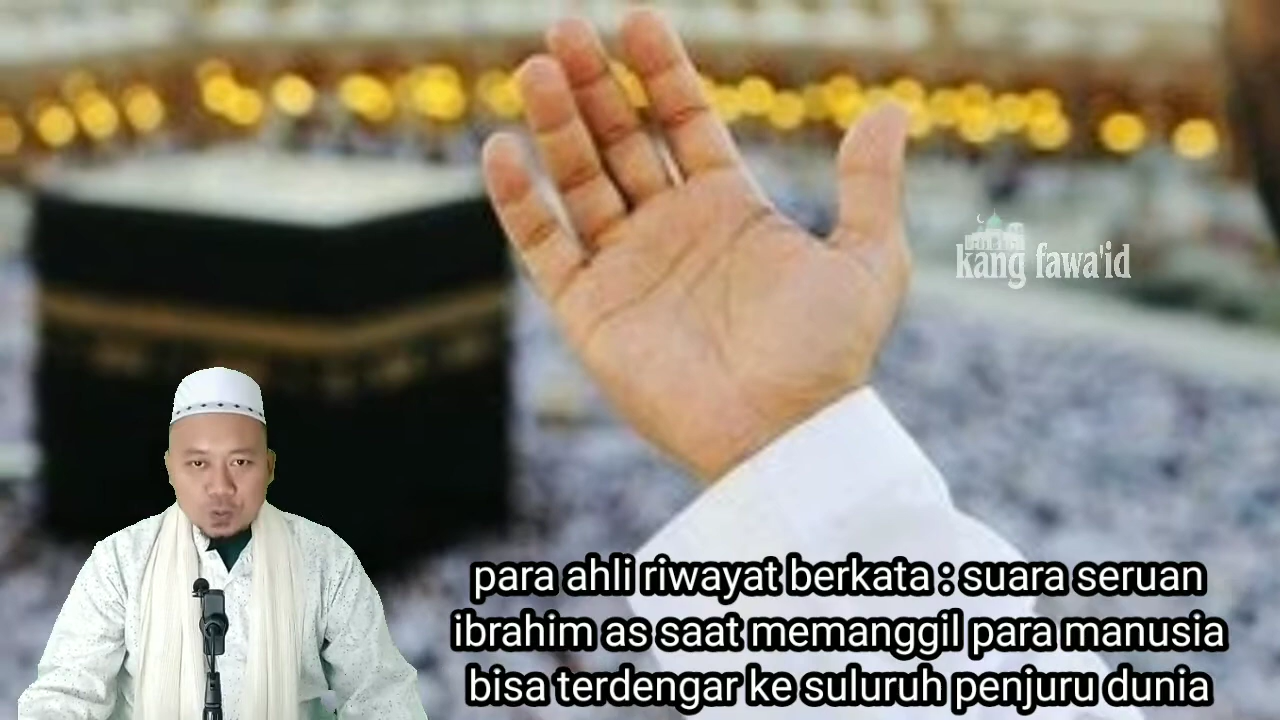 kang fawa'id
para ahli riwayat berkata : suara seruan
ibrahim as saat memanggil para manusia
bisa terdengar ke suluruh penjuru dunia